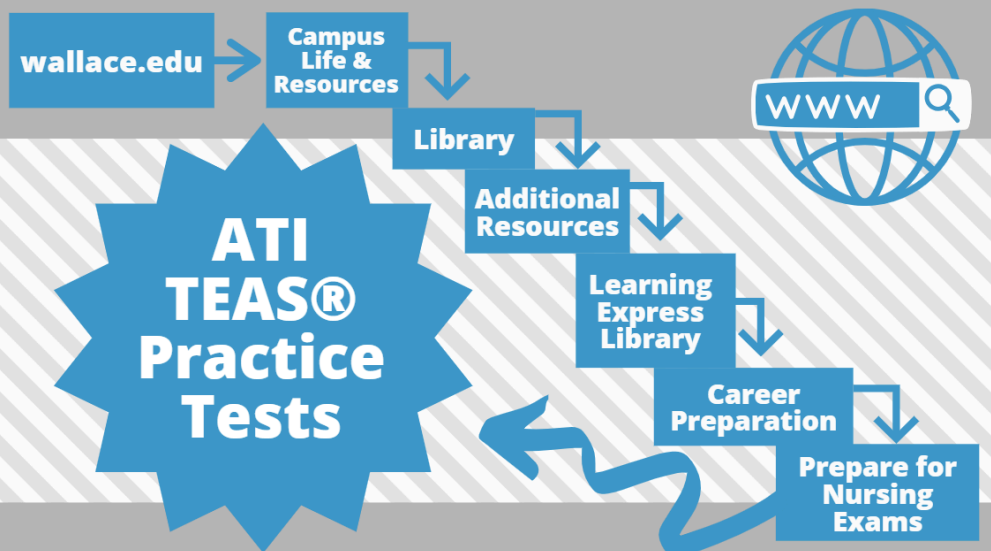 wallace.edu
Campus
Life &
Resources
WWW
Library
Additional
Resources
Learning
Express
Library
Career
Preparation
Prepare for
Nursing
Exams
ATI
TEAS®
Practice
Tests